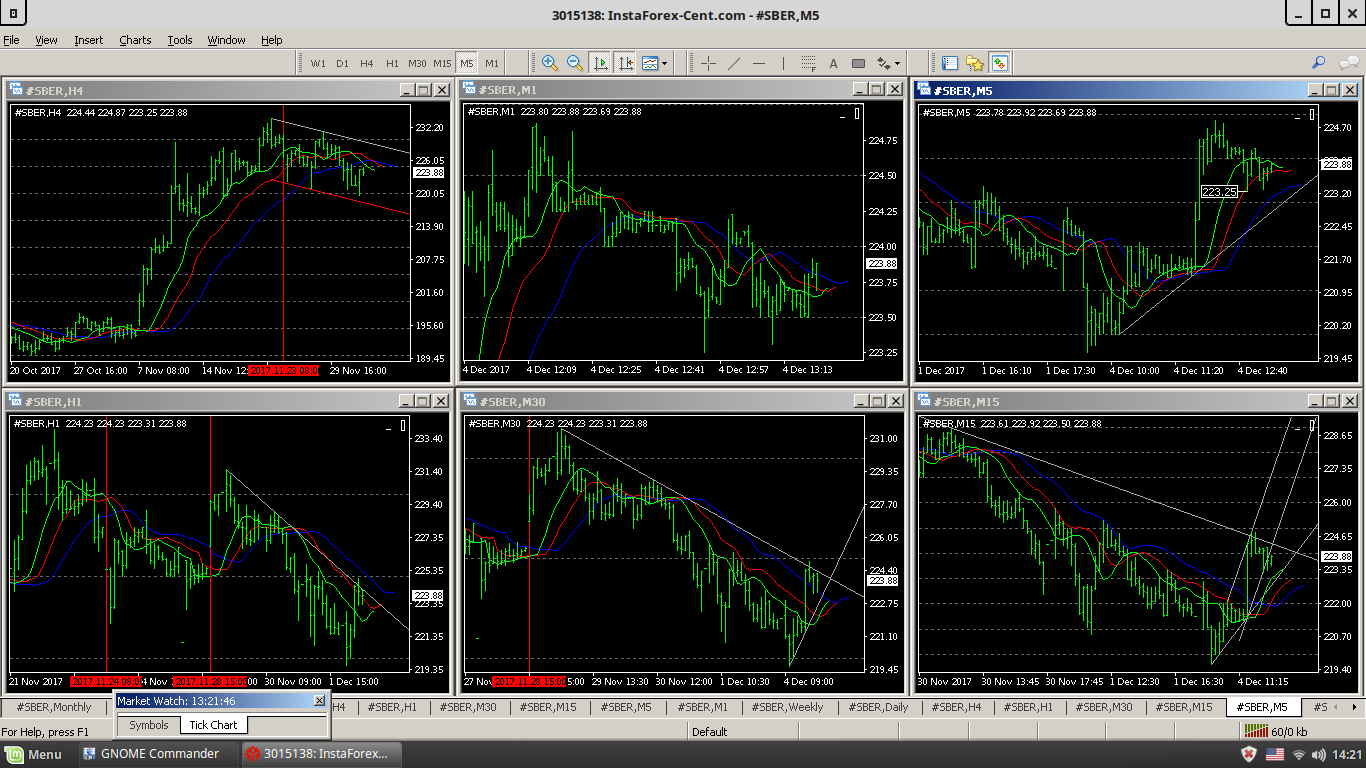 3015138: InstaForex-Cent.com - #SBER,M5
File View Insert Charts Tools Window Help
W1 D1 H4 H1 M30 M15 M5 M1
A
#SBER,H4
#SBER,H4 224.44 224.87 223.25 223.88
232.20
226.05
223.88
220.05
213.90
207.75
201.60
195.60
189.45
20 Oct 2017 27 Oct 16:00 7 Nov 08:00 14 Nov 12: 2017.11.23 08:0 29 Nov 16:00
#SBER,M1
#SBER,M1 223.80 223.88 223.69 223.88
224.75
224.50
224.25
224.00
223.88
223.75
223.50
223.25
4 Dec 2017 4 Dec 12:09 4 Dec 12:25 4 Dec 12:41 4 Dec 12:57 4 Dec 13:13
#SBER,M5
#SBER,M5 223.78 223.92 223.69 223.88
224.70
223.88
223.25
223.20
222.45
221.70
220.95
220.20
219.45
1 Dec 2017 1 Dec 16:10 1 Dec 17:30 4 Dec 10:00 4 Dec 11:20 4 Dec 12:40
#SBER,H1
#SBER,H1 224.23 224.23 223.31 223.88
233.40
231.40
229.40
227.35
225.35
223.88
223.35
221.35
219.35
21 Nov 2017 2017.11.24 08:0 4 Nov 2017.11.28 15:00 :00 30 Nov 09:00 1 Dec 15:00
#SBER,M30
#SBER,M30 224.23 224.23 223.31 223.88
231.00
229.35
227.70
226.05
224.40
223.88
222.75
221.10
219.45
27 Nov 2017.11.28 15:00 5:00 29 Nov 13:30 30 Nov 12:00 1 Dec 10:30 4 Dec 09:00
#SBER,M15
#SBER,M15 223.61 223.92 223.50 223.88
228.65
227.35
226.00
224.65
223.88
223.35
222.00
220.70
219.40
30 Nov 2017 30 Nov 13:30 30 Nov 17:45 1 Dec 12:30 1 Dec 16:30 4 Dec 11:15
Market Watch: 13:21:46
Symbols Tick Chart
#SBER,Monthly H4 #SBER,H1 #SBER,M30 #SBER,M15 #SBER,M5 #SBER,M1 #SBER,Weekly #SBER,Daily #SBER,H4 #SBER,H1 #SBER,M30 #SBER,M15 #SBER,M5 #S
For Help, press F1 Default 60/0 kb
Menu GNOME Commander 3015138: InstaForex... 14:21